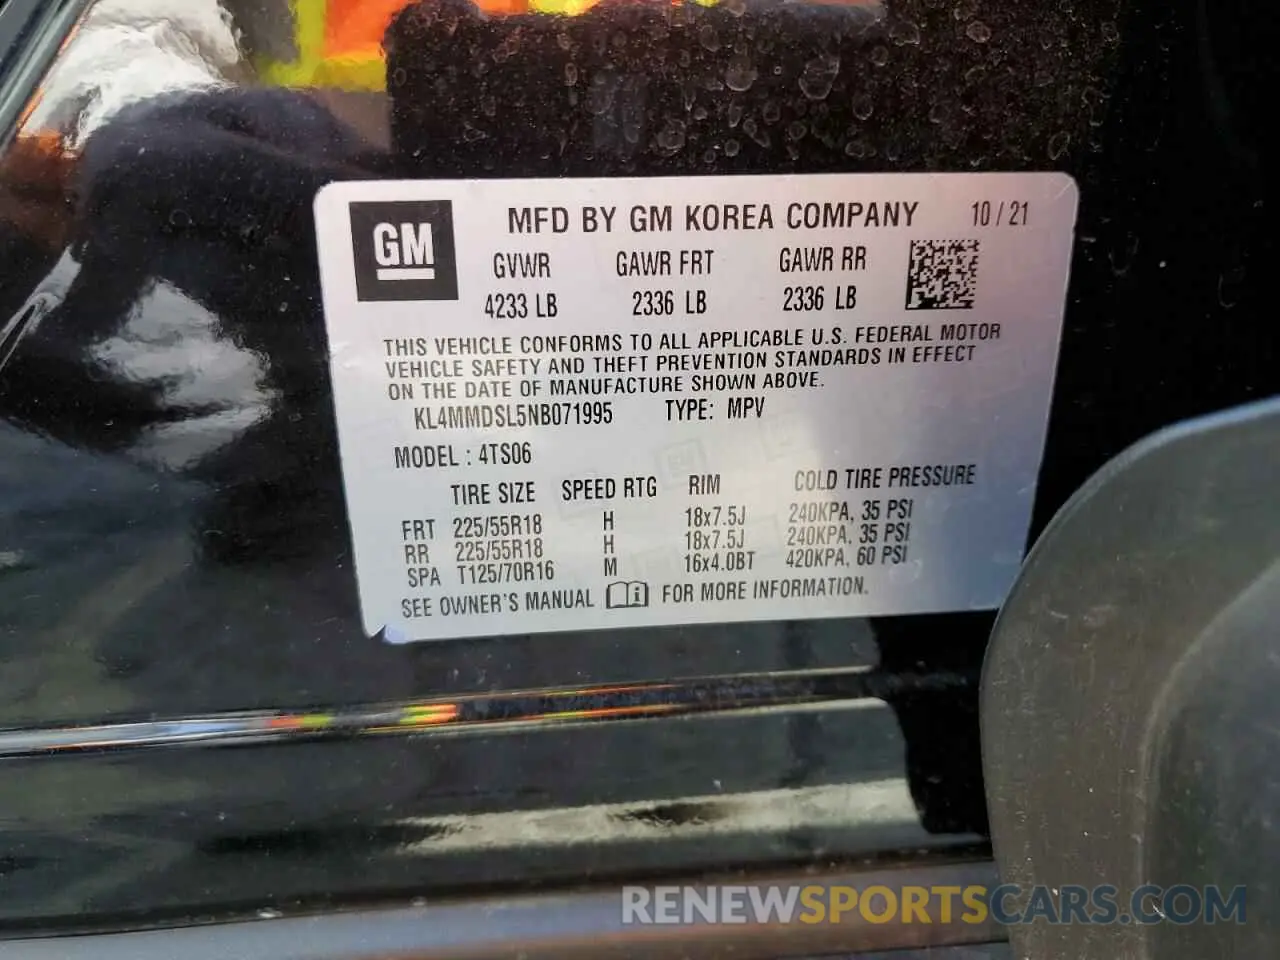 GM
MFD BY GM KOREA COMPANY 10 / 21
GVWR GAWR FRT GAWR RR
4233 LB 2336 LB 2336 LB
THIS VEHICLE CONFORMS TO ALL APPLICABLE U.S. FEDERAL MOTOR
VEHICLE SAFETY AND THEFT PREVENTION STANDARDS IN EFFECT
ON THE DATE OF MANUFACTURE SHOWN ABOVE.
KL4MMDSL5NB071995 TYPE: MPV
MODEL : 4TS06
TIRE SIZE SPEED RTG RIM COLD TIRE PRESSURE
FRT 225/55R18 H 18x7.5J 240KPA, 35 PSI
RR 225/55R18 H 18x7.5J 240KPA, 35 PSI
SPA T125/70R16 M 16x4.0BT 420KPA, 60 PSI
SEE OWNER'S MANUAL i FOR MORE INFORMATION.
RENEWSPORTSCARS.COM